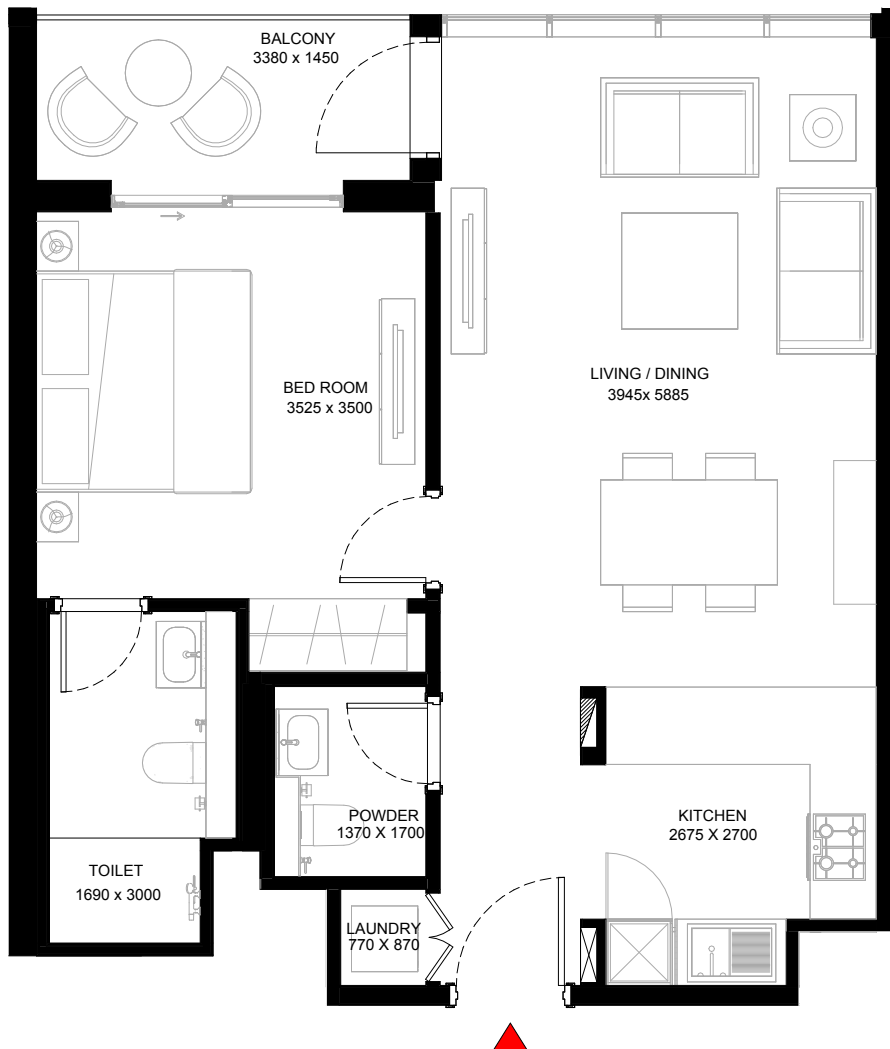 BALCONY
3380 x 1450
BED ROOM
3525 x 3500
LIVING / DINING
3945x 5885
POWDER
1370 X 1700
KITCHEN
2675 X 2700
TOILET
1690 x 3000
LAUNDRY
770 X 870